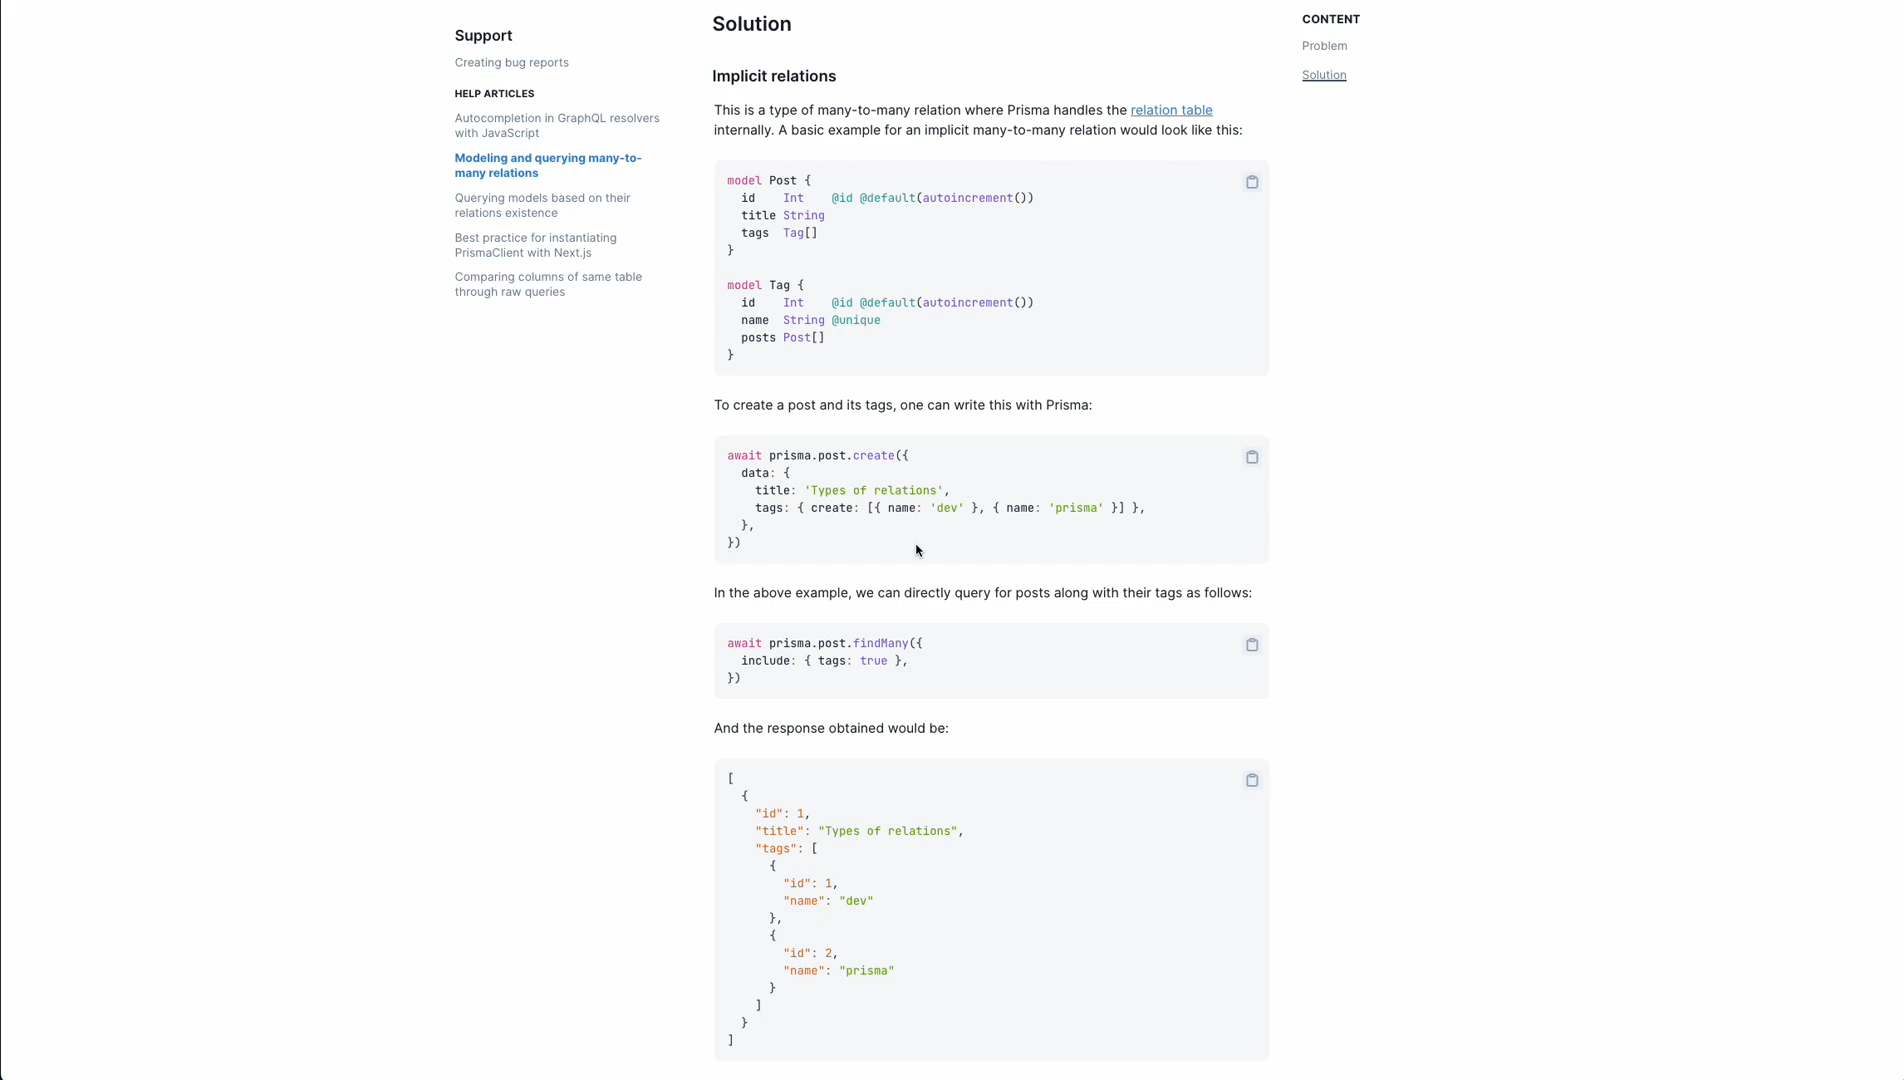 Support
Creating bug reports
HELP ARTICLES
Autocompletion in GraphQL resolvers
with JavaScript
Modeling and querying many-to-
many relations
Querying models based on their
relations existence
Best practice for instantiating
PrismaClient with Next.js
Comparing columns of same table
through raw queries
Solution
Implicit relations
This is a type of many-to-many relation where Prisma handles the relation table
internally. A basic example for an implicit many-to-many relation would look like this:
model Post {
  id    Int    @id @default(autoincrement())
  title String
  tags  Tag[]
}

model Tag {
  id    Int    @id @default(autoincrement())
  name  String @unique
  posts Post[]
}
To create a post and its tags, one can write this with Prisma:
await prisma.post.create({
  data: {
    title: 'Types of relations',
    tags: { create: [{ name: 'dev' }, { name: 'prisma' }] },
  },
})
In the above example, we can directly query for posts along with their tags as follows:
await prisma.post.findMany({
  include: { tags: true },
})
And the response obtained would be:
[
  {
    "id": 1,
    "title": "Types of relations",
    "tags": [
      {
        "id": 1,
        "name": "dev"
      },
      {
        "id": 2,
        "name": "prisma"
      }
    ]
  }
]
CONTENT
Problem
Solution